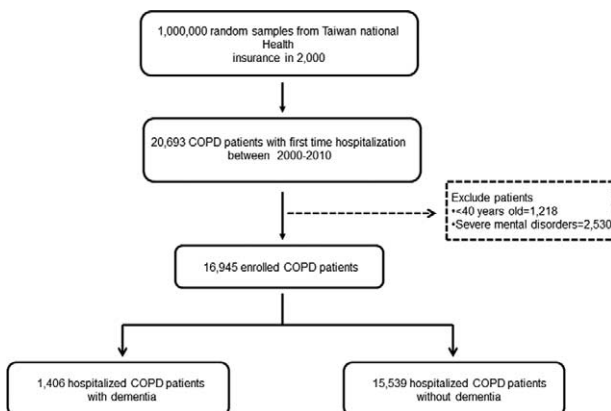 1,000,000 random samples from Taiwan national
Health
insurance in 2,000
20,693 COPD patients with first time hospitalization
between 2000-2010
Exclude patients
•<40 years old=1,218
•Severe mental disorders=2,530
16,945 enrolled COPD patients
1,406 hospitalized COPD patients
with dementia
15,539 hospitalized COPD patients
without dementia